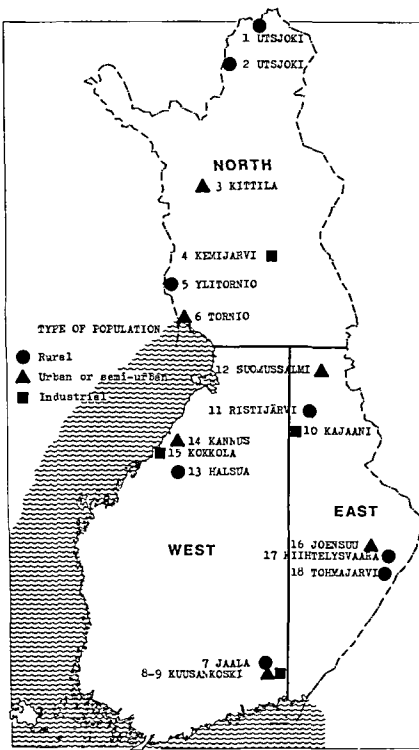 1 UTSJOKI
2 UTSJOKI
NORTH
3 KITTILA
4 KEMIJARVI
5 YLITORNIO
6 TORNIO
TYPE OF POPULATION
Rural
Urban or semi-urban
Industrial
12 SUOMUSSALMI
11 RISTIJÄRVI
10 KAJAANI
14 KANNUS
15 KOKKOLA
13 HALSUA
EAST
16 JOENSUU
17 KIIHTELYSVAARA
18 TOHMAJARVI
WEST
7 JAALA
8-9 KUUSANKOSKI